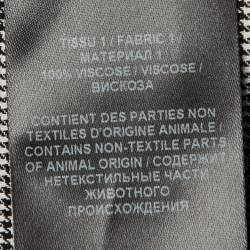 TISSU 1 / FABRIC 1 /
МАТЕРИАЛ 1
100% VISCOSE / VISCOSE /
ВИСКОЗА
CONTIENT DES PARTIES NON
TEXTILES D'ORIGINE ANIMALE /
CONTAINS NON-TEXTILE PARTS
OF ANIMAL ORIGIN / СОДЕРЖИТ
НЕТЕКСТИЛЬНЫЕ ЧАСТИ
ЖИВОТНОГО
ПРОИСХОЖДЕНИЯ